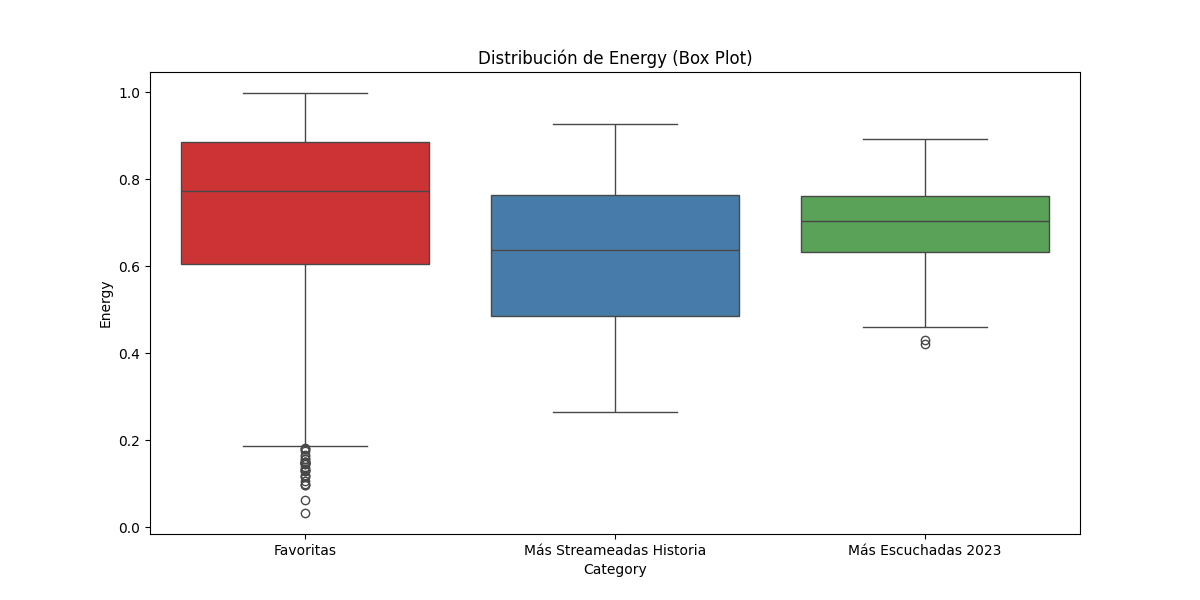 Distribución de Energy (Box Plot)
1.0
0.8
0.6
0.4
0.2
0.0
Energy
Favoritas
Más Streameadas Historia
Más Escuchadas 2023
Category